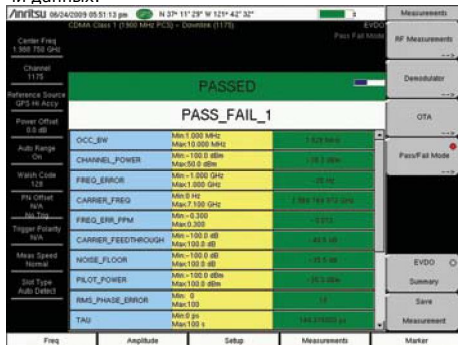 и данных.
/Inritsu 06/24/2009 05:51:13 pm N 37° 11' 29" W 121° 42' 32"
CDMA Class 1 (1900 MHz PCS) - Downlink (1175) EVDO
Pass Fail Mode
Measurements
Center Freq
1.988 750 GHz
Channel
1175
Reference Source
GPS Hi Accy
Power Offset
0.0 dB
Auto Range
On
Walsh Code
128
PN Offset
N/A
No Trig
Trigger Polarity
N/A
Meas Speed
Normal
Slot Type
Auto Detect
PASSED
PASS_FAIL_1
OCC_BW Min:1.000 MHz
Max:10.000 MHz
CHANNEL_POWER Min:-100.0 dBm
Max:50.0 dBm
FREQ_ERROR Min:-1.000 GHz
Max:1.000 GHz
CARRIER_FREQ Min:0 Hz
Max:7.100 GHz
FREQ_ERR_PPM Min:-0.300
Max:0.300
CARRIER_FEEDTHROUGH Min:-100.0 dB
Max:100.0 dB
NOISE_FLOOR Min:-100.0 dB
Max:100.0 dB
PILOT_POWER Min:-100.0 dBm
Max:100.0 dBm
RMS_PHASE_ERROR Min: 0
Max:100
TAU Min:0 ps
Max:100 s
RF Measurements
-->
Demodulator
-->
OTA
-->
Pass/Fail Mode
-->
EVDO
Summary
Save
Measurement
Freq Amplitude Setup Measurements Marker